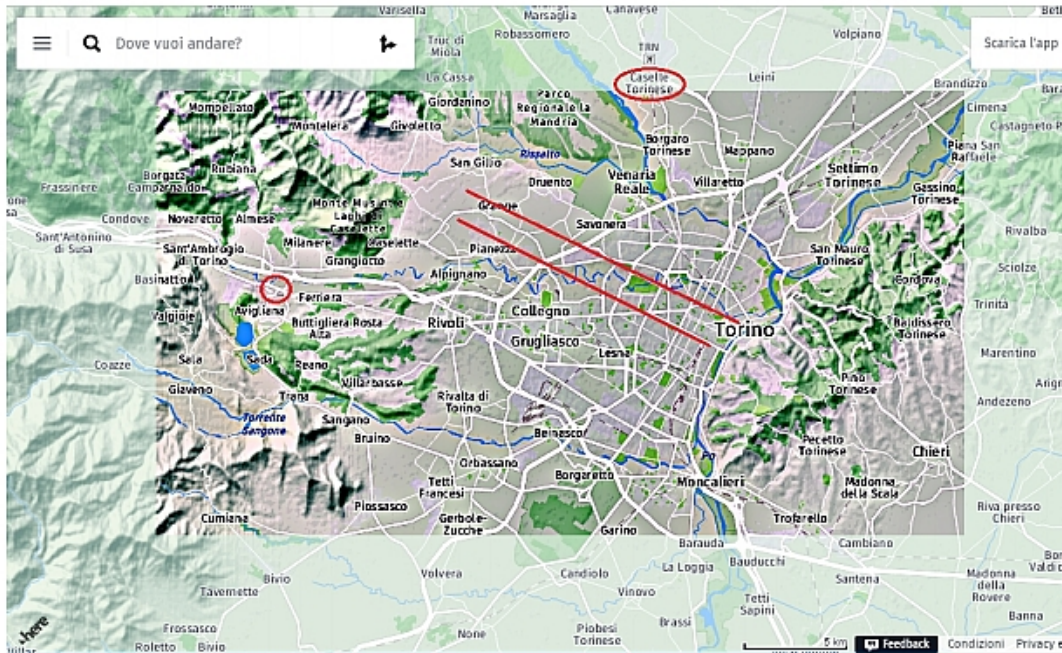 Varisella
Front
Canavese
Marsaglia
Robassomero
Volpiano
Dove vuoi andare?
Truc di
Miola
TRN
Scarica l'app
La Cassa
Caselle
Torinese
Leini
Brandizzo
Mompellato
Giordanino
Parco
Regionale la
Mandria
Cimena
Montelera
Givoletto
Castagneto P
Borgaro
Torinese
Mappano
Piana San
Raffaele
San Gillio
Rissalto
Rubiana
Borgata
Campanaldo
Druento
Venaria
Reale
Villaretto
Settimo
Torinese
Gassino
Torinese
Frassinere
Condove
Novaretto
Almese
Monte Musinè e
Laghi di
Caselette
Grange
Savonera
Rivalba
Sant'Antonino
di Susa
Sant'Ambrogio
di Torino
Milanere
Caselette
Grangiotto
Pianezza
San Mauro
Torinese
Sciolze
Basinatto
Alpignano
Cordova
Ferriera
Avigliana
Trinità
Valgioie
Buttigliera
Alta
Rosta
Rivoli
Collegno
Torino
Baldissero
Torinese
Grugliasco
Lesna
Marentino
Coazze
Sala
Sada
Reano
Villarbasse
Pino
Torinese
Giaveno
Trana
Rivalta di
Torino
Andezeno
Torrente
Sangone
Sangano
Bruino
Beinasco
Po
Pecetto
Torinese
Chieri
Orbassano
Tetti
Francesi
Borgaretto
Moncalieri
Madonna
della Scala
Cumiana
Piossasco
Gerbole-
Zucche
Garino
Trofarello
Riva presso
Chieri
Barauda
Cambiano
La Loggia
Bauducchi
Bivio
Volvera
Candiolo
Santena
Madonna
della
Rovere
Tavernette
Vinovo
Tetti
Sapini
Banna
here
Frossasco
Roletto
Bivio
None
Piobesi
Torinese
Brassi
5 km
Feedback
Condizioni
Privacy e